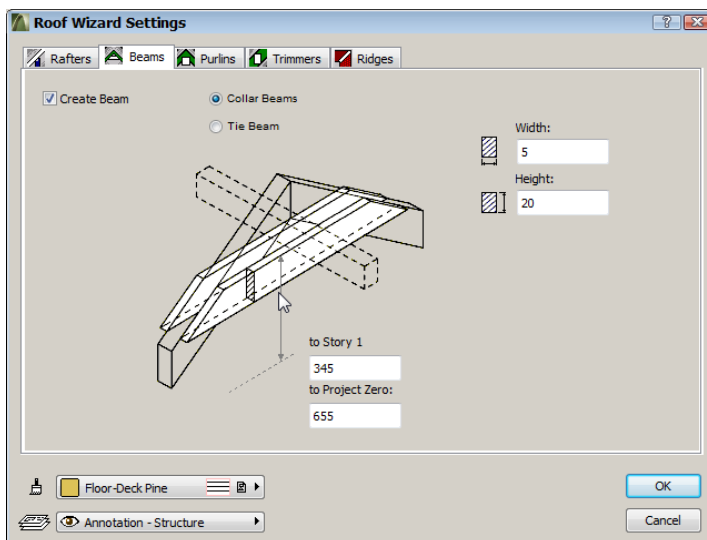 Roof Wizard Settings
Rafters Beams Purlins Trimmers Ridges
Create Beam
Collar Beams
Tie Beam
Width:
5
Height:
20
to Story 1
345
to Project Zero:
655
Floor-Deck Pine
OK
Annotation - Structure
Cancel